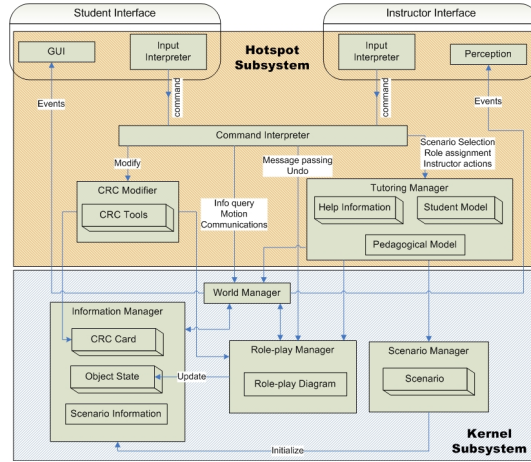 Student Interface
Instructor Interface
GUI
Input
Interpreter
Hotspot
Subsystem
Input
Interpreter
Perception
Events
command
command
Events
Command Interpreter
Modify
Message passing
Undo
Scenario Selection
Role assignment
Instructor actions
CRC Modifier
CRC Tools
Info query
Motion
Communications
Tutoring Manager
Help Information
Student Model
Pedagogical Model
World Manager
Information Manager
CRC Card
Object State
Scenario Information
Update
Role-play Manager
Role-play Diagram
Scenario Manager
Scenario
Kernel
Subsystem
Initialize